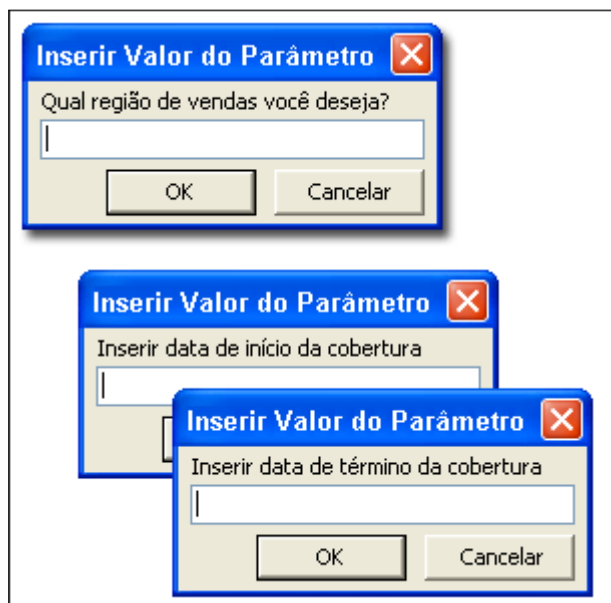 Inserir Valor do Parâmetro
Qual região de vendas você deseja?
OK Cancelar
Inserir Valor do Parâmetro
Inserir data de início da cobertura
Inserir Valor do Parâmetro
Inserir data de término da cobertura
OK Cancelar